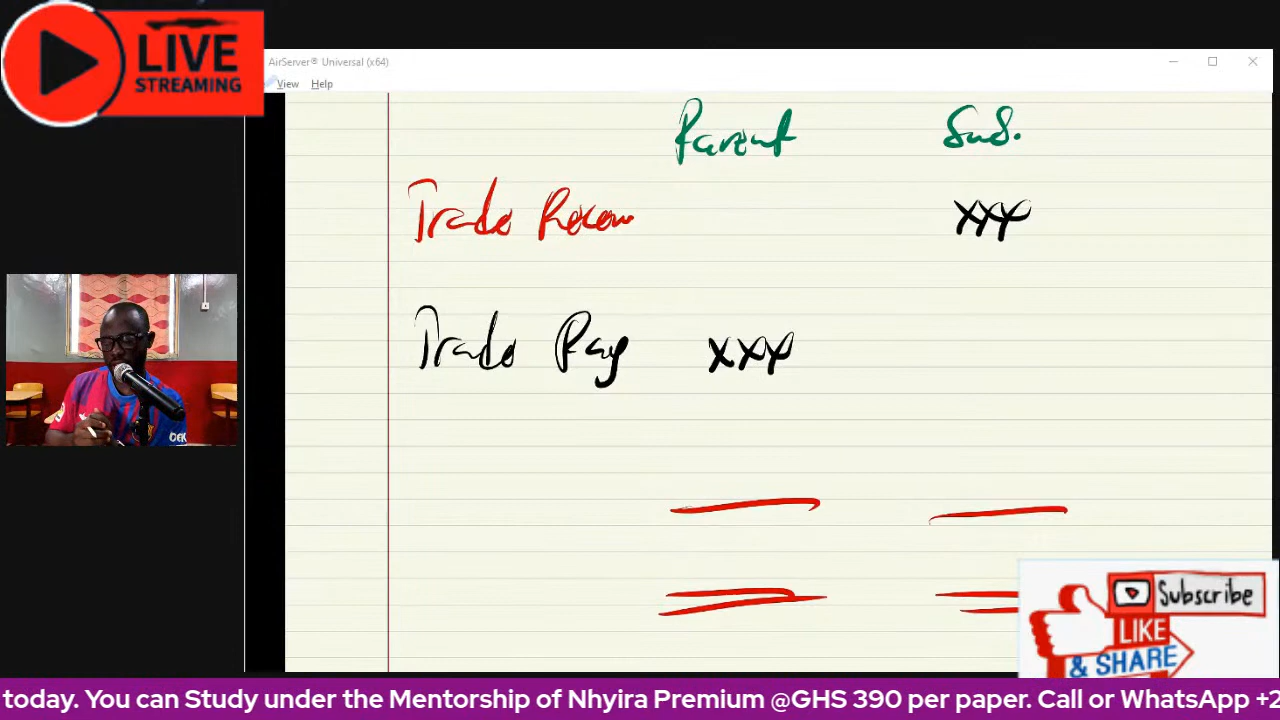 LIVE
STREAMING
AirServer® Universal (x64)
View Help
Parent Sub.
Trade
xxx
Trade Pay xxx
Subscribe
LIKE
& SHARE
today. You can Study under the Mentorship of Nhyira Premium @GHS 390 per paper. Call or WhatsApp +2